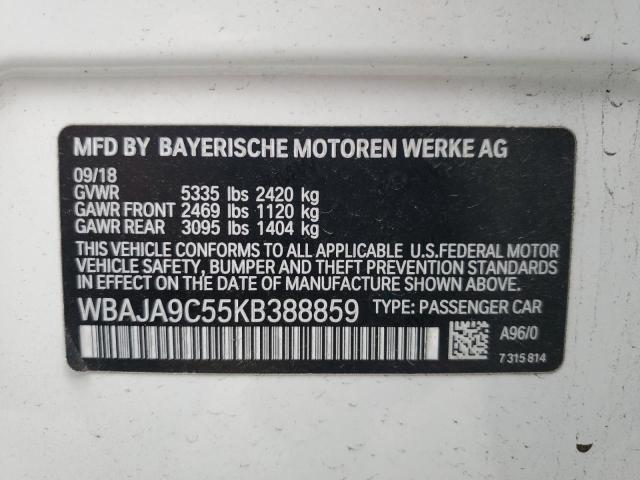 MFD BY BAYERISCHE MOTOREN WERKE AG
09/18
GVWR 5335 lbs 2420 kg
GAWR FRONT 2469 lbs 1120 kg
GAWR REAR 3095 lbs 1404 kg
THIS VEHICLE CONFORMS TO ALL APPLICABLE U.S.FEDERAL MOTOR
VEHICLE SAFETY, BUMPER AND THEFT PREVENTION STANDARDS
IN EFFECT ON THE DATE OF MANUFACTURE SHOWN ABOVE.
WBAJA9C55KB388859 TYPE: PASSENGER CAR
A96/0
7 315 814